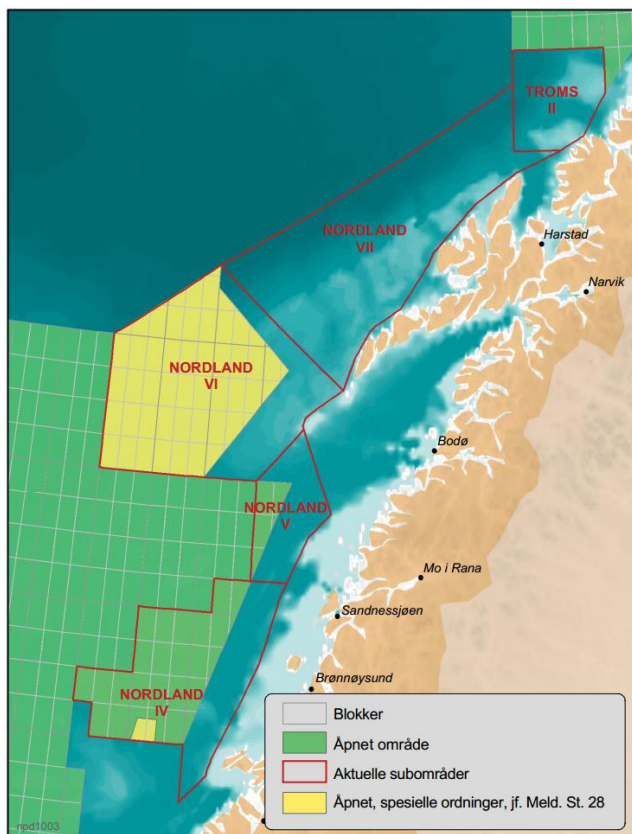 TROMS
II
NORDLAND
VII
Harstad
Narvik
NORDLAND
VI
Bodø
NORDLAND
V
Mo i Rana
Sandnessjøen
Brønnøysund
NORDLAND
IV
Blokker
Åpnet område
Aktuelle subområder
Åpnet, spesielle ordninger, jf. Meld. St. 28
npd1003